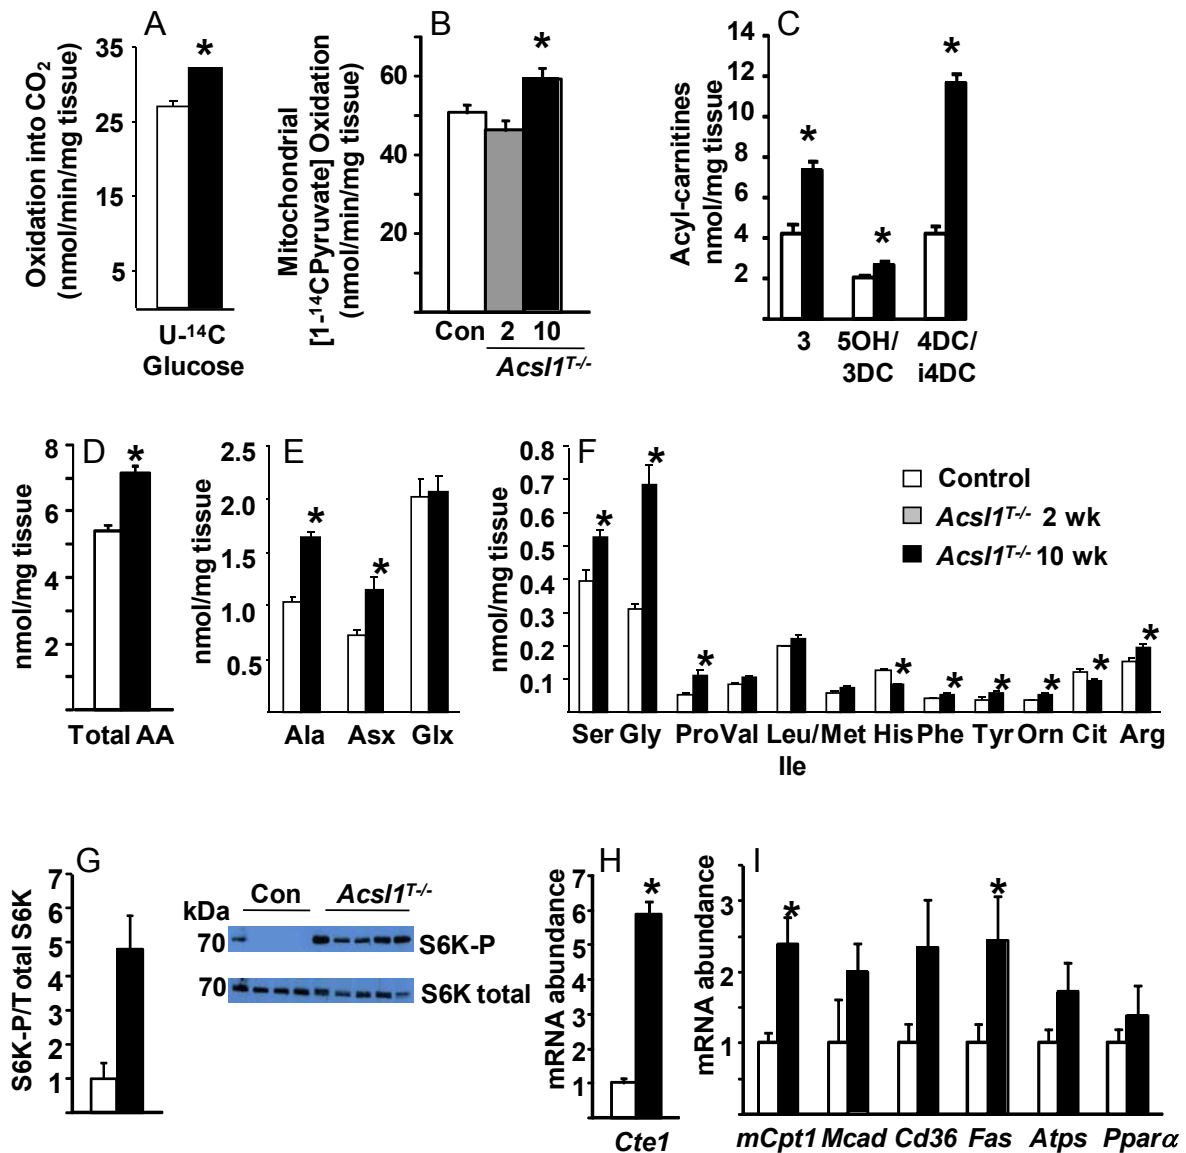 A
Oxidation into CO2
(nmol/min/mg tissue)
35
25
15
5
*
U-14C
Glucose
B
Mitochondrial
[1-14CPyruvate] Oxidation
(nmol/min/mg tissue)
60
40
20
*
Con 2 10
Acsl1T-/-
C
Acyl-carnitines
nmol/mg tissue
14
12
10
8
6
4
2
* * *
3 5OH/ 4DC/
3DC i4DC
D
nmol/mg tissue
8
6
4
2
*
Total AA
E
nmol/mg tissue
2.5
2.0
1.5
1.0
0.5
* *
Ala Asx Glx
F
nmol/mg tissue
0.8
0.7
0.6
0.5
0.4
0.3
0.2
0.1
* * * * * * * * *
Ser Gly Pro Val Leu/ Met His Phe Tyr Orn Cit Arg
Ile
Control
Acsl1T-/- 2 wk
Acsl1T-/- 10 wk
G
S6K-P/Total S6K
7
6
5
4
3
2
1
Con Acsl1T-/-
kDa
70 S6K-P
70 S6K total
H
mRNA abundance
7
6
5
4
3
2
1
*
Cte1
I
mRNA abundance
3
2
1
* *
mCpt1 Mcad Cd36 Fas Atps Pparα